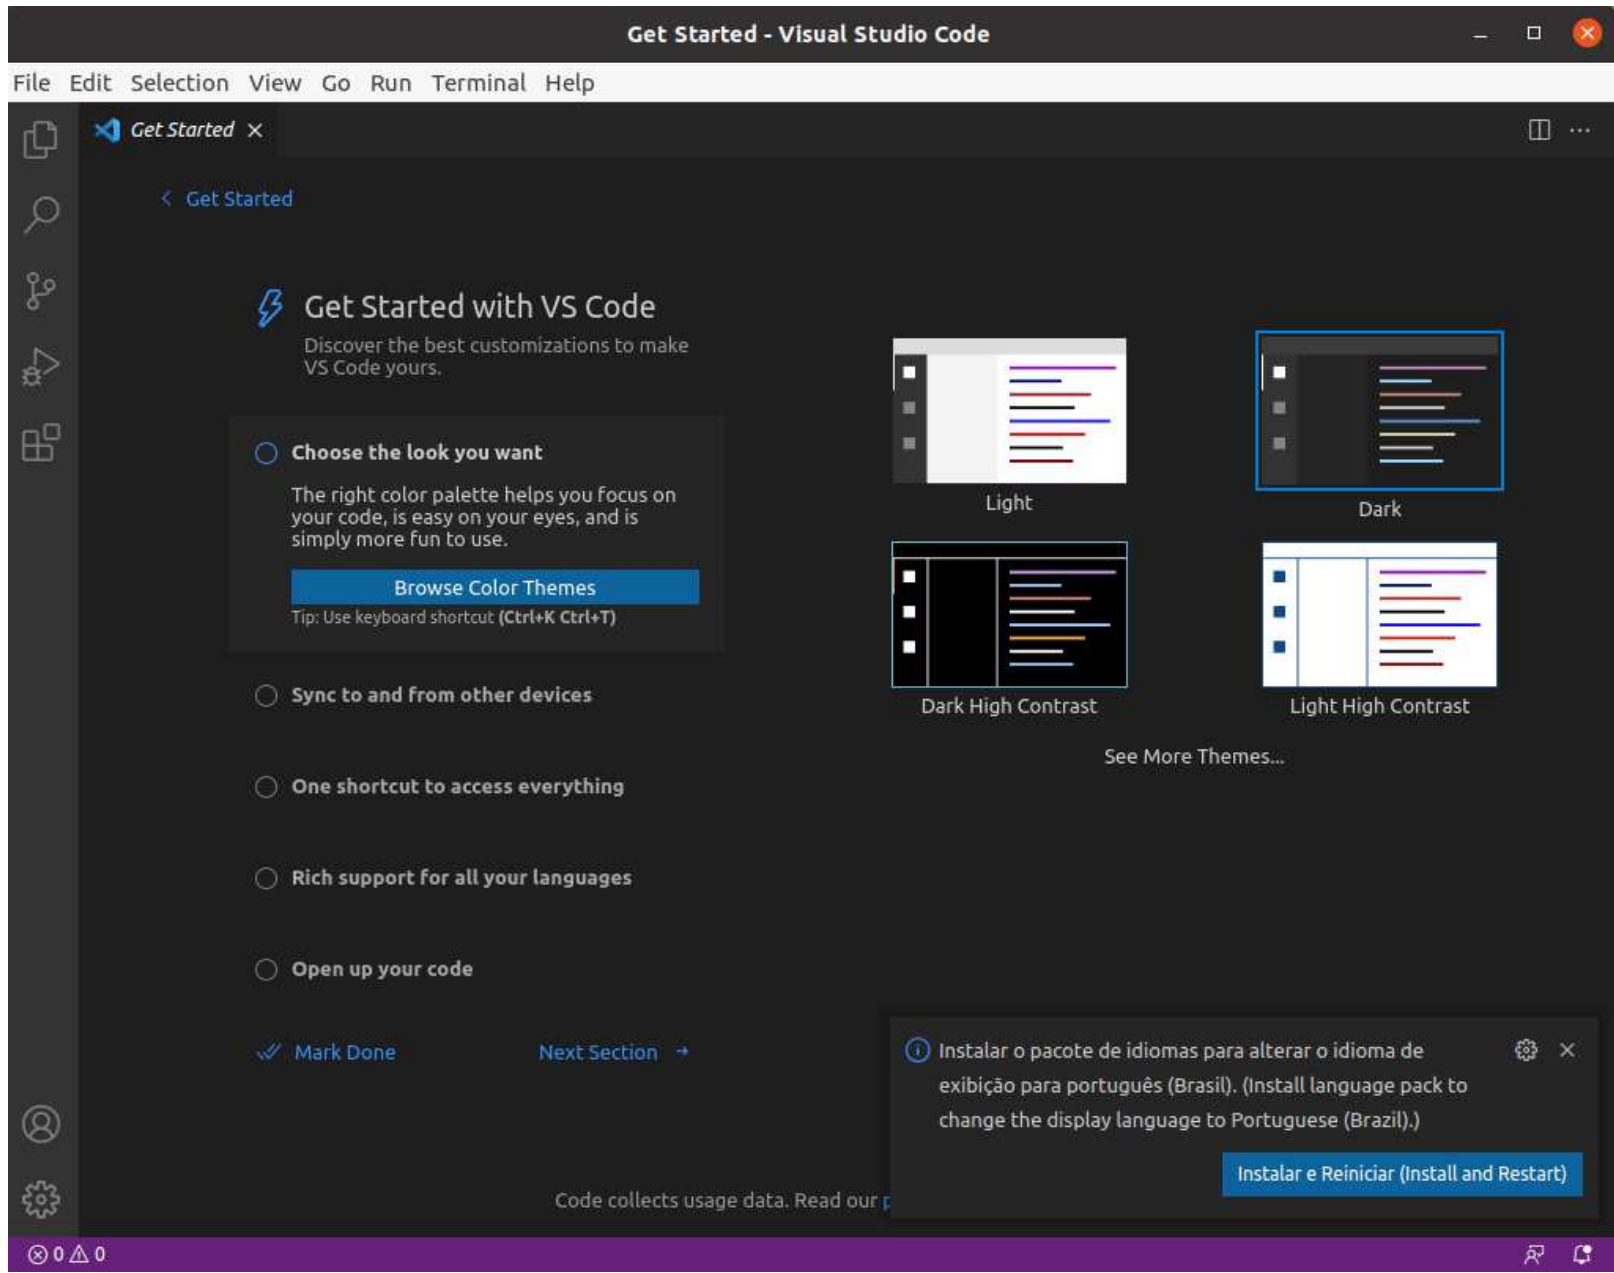 Get Started - Visual Studio Code
File Edit Selection View Go Run Terminal Help
Get Started
Get Started
Get Started with VS Code
Discover the best customizations to make
VS Code yours.
Choose the look you want
The right color palette helps you focus on
your code, is easy on your eyes, and is
simply more fun to use.
Browse Color Themes
Tip: Use keyboard shortcut (Ctrl+K Ctrl+T)
Sync to and from other devices
One shortcut to access everything
Rich support for all your languages
Open up your code
Mark Done
Next Section →
Light
Dark
Dark High Contrast
Light High Contrast
See More Themes...
Instalar o pacote de idiomas para alterar o idioma de
exibição para português (Brasil). (Install language pack to
change the display language to Portuguese (Brazil).)
Instalar e Reiniciar (Install and Restart)
Code collects usage data. Read our
0 0